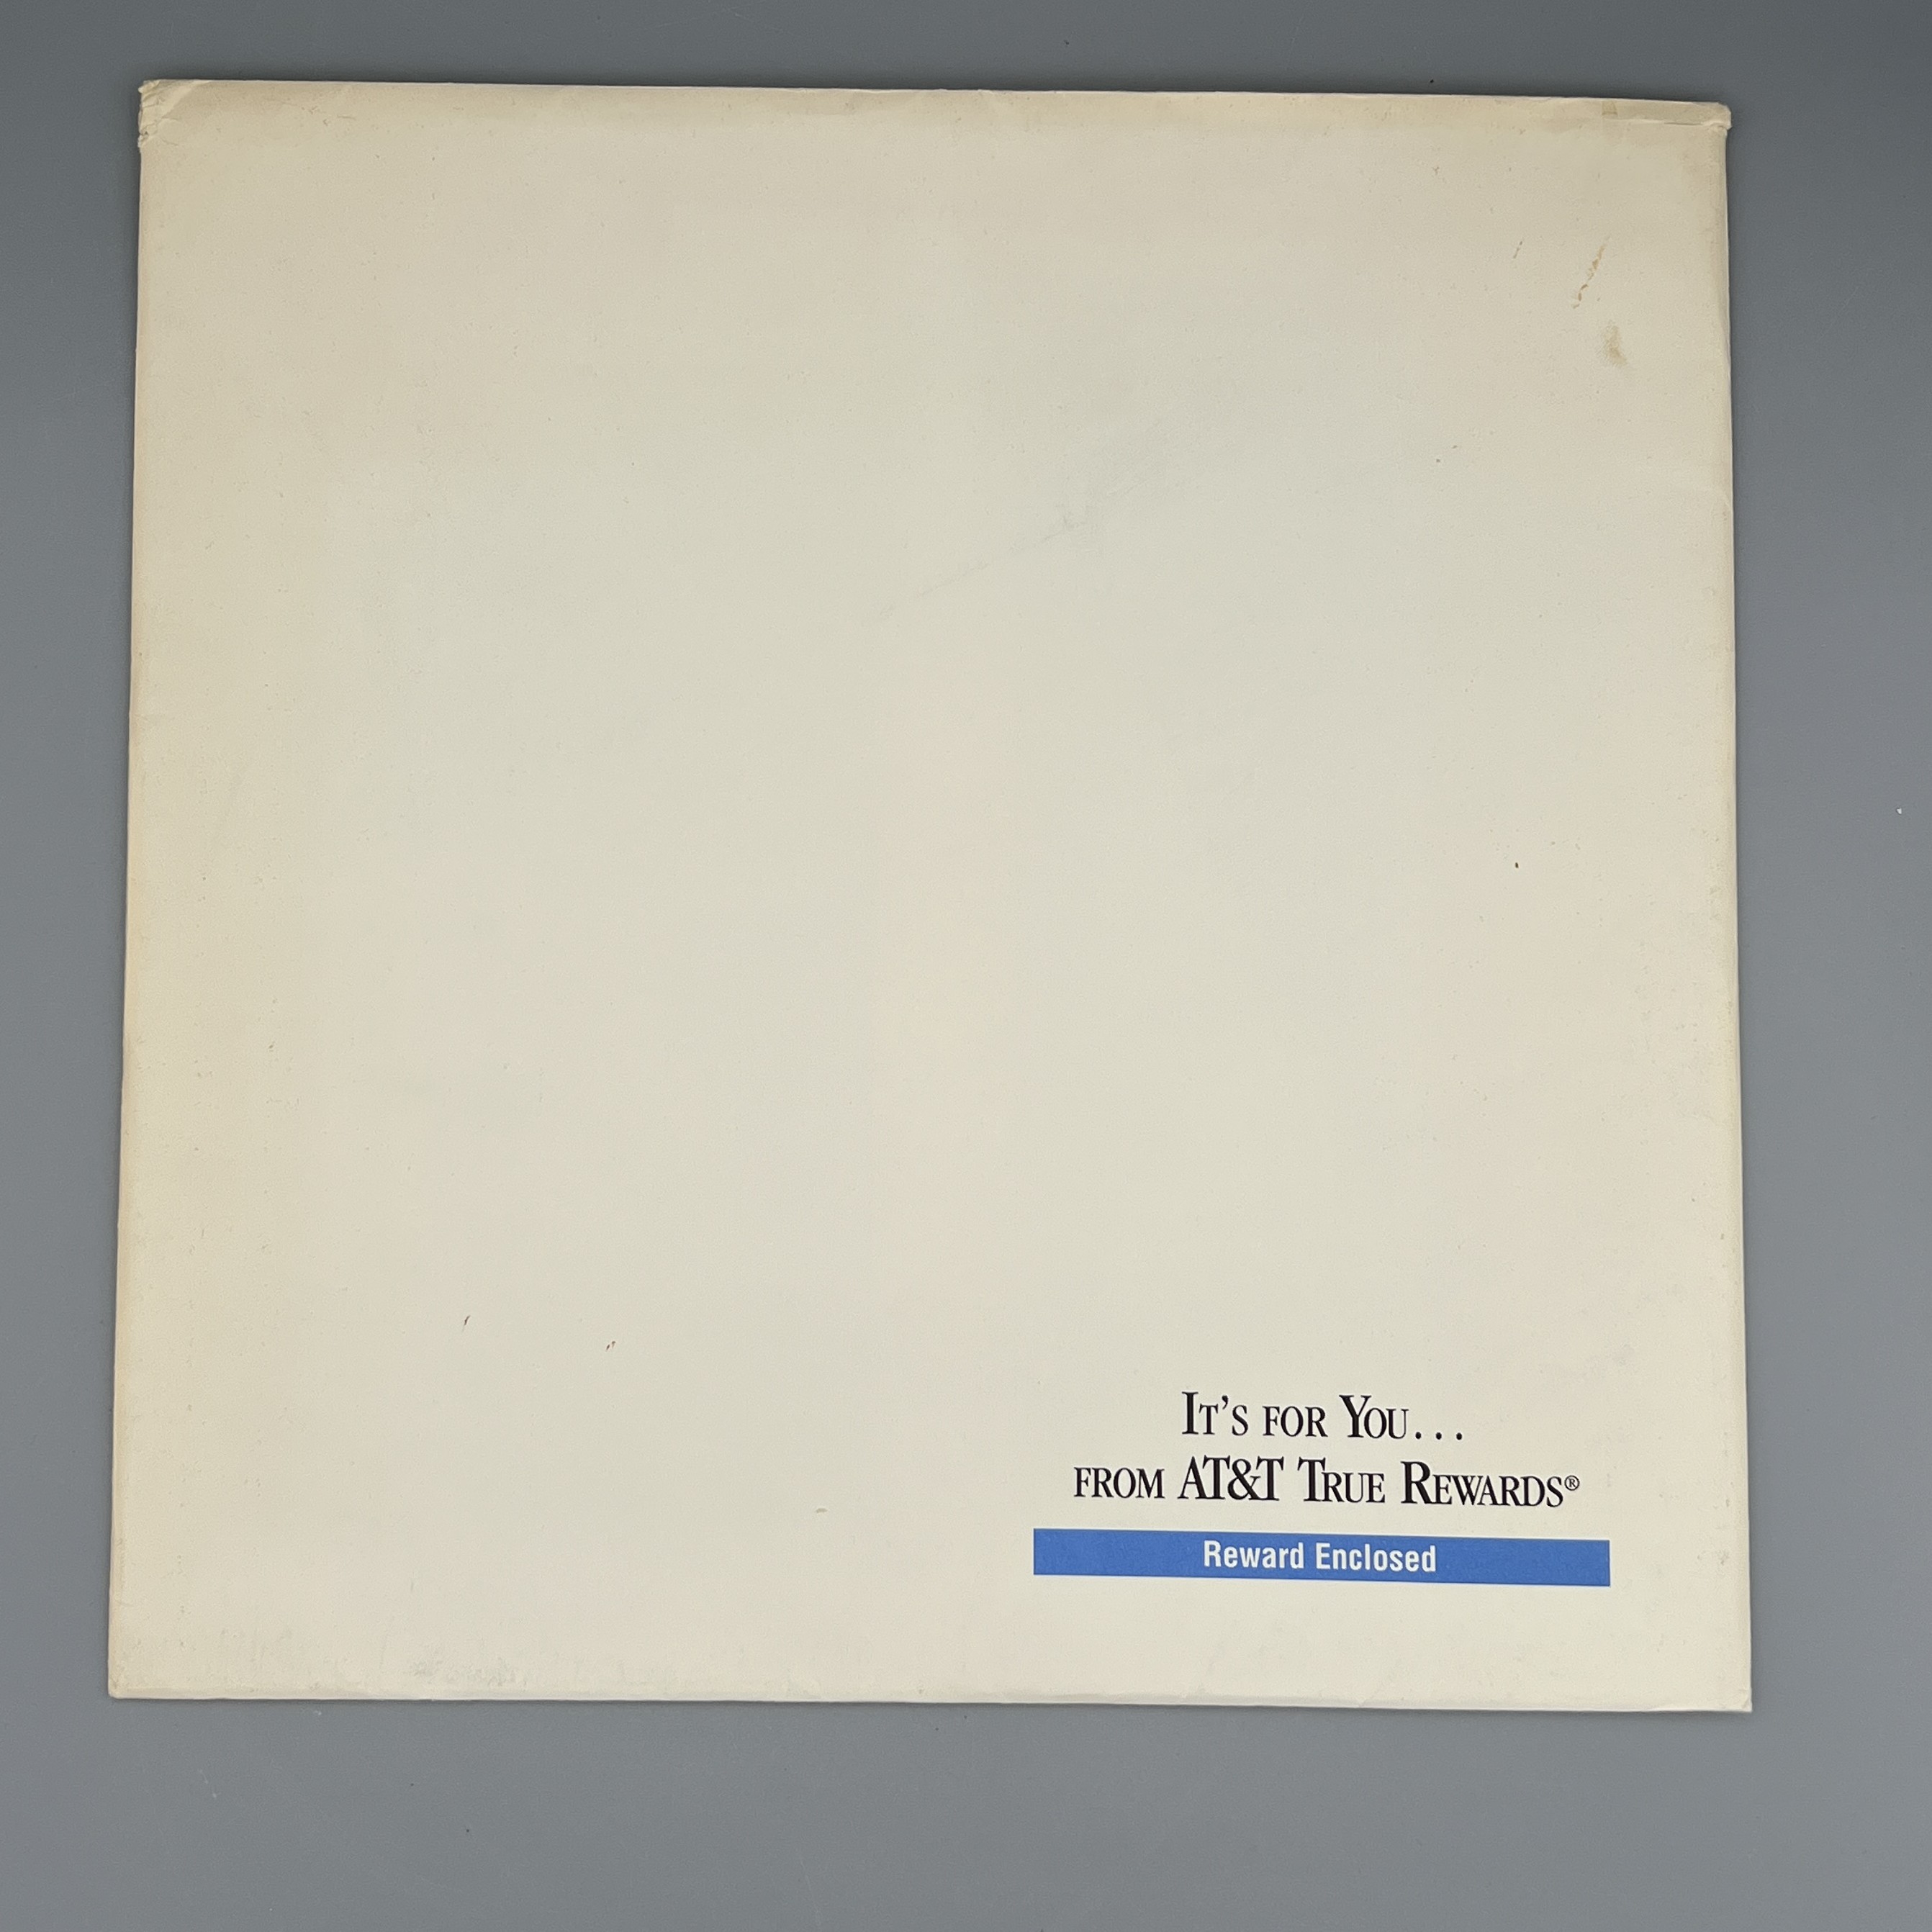 It's for You...
from AT&T True Rewards®
Reward Enclosed